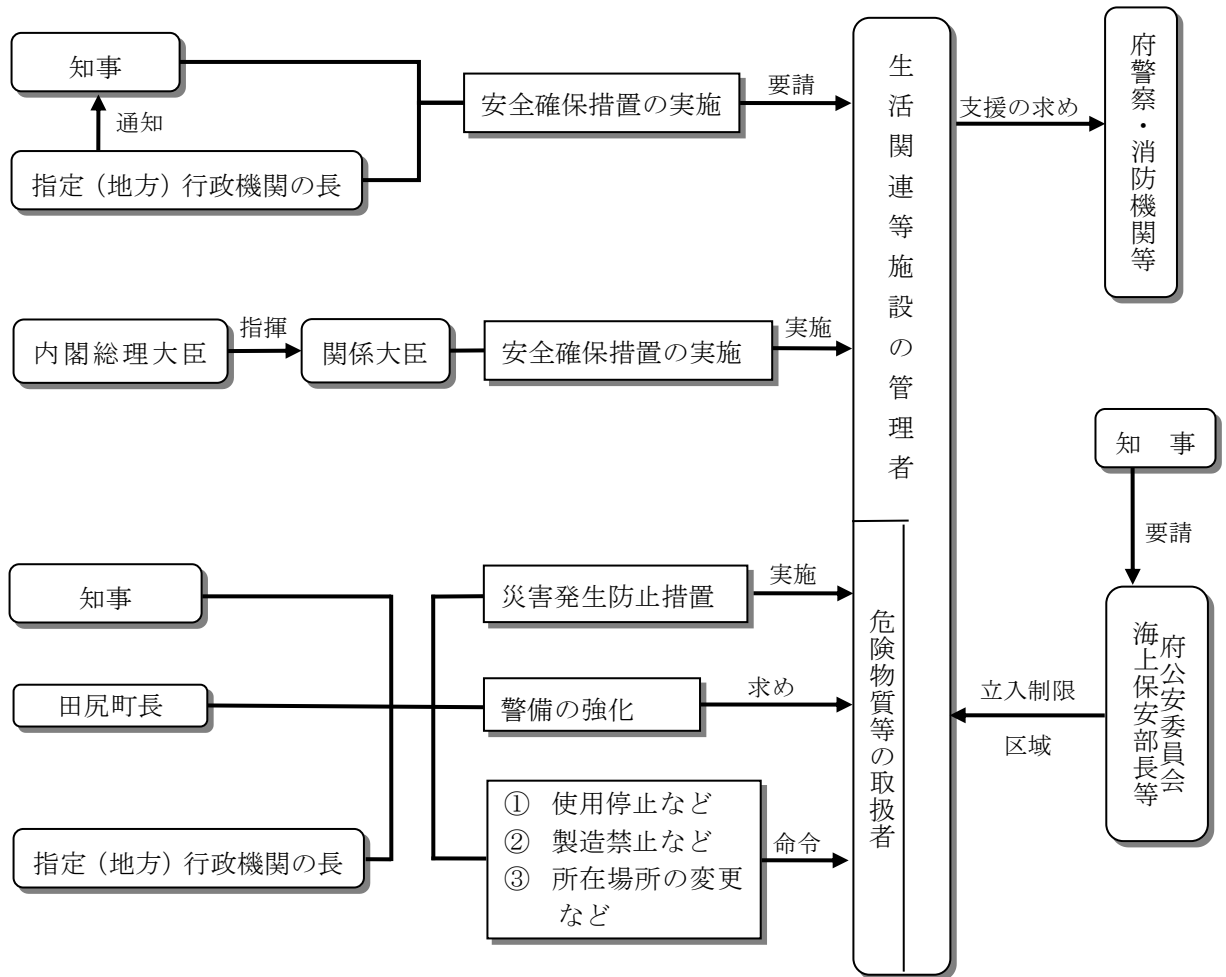 知事
通知
指定（地方）行政機関の長
安全確保措置の実施
要請
生活関連等施設の管理者
支援の求め
府警察・消防機関等
内閣総理大臣
指揮
関係大臣
安全確保措置の実施
実施
知　事
要請
府公安委員会
海上保安部長等
立入制限
区域
知事
田尻町長
指定（地方）行政機関の長
災害発生防止措置
実施
警備の強化
求め
① 使用停止など
② 製造禁止など
③ 所在場所の変更
など
命令
危険物質等の取扱者